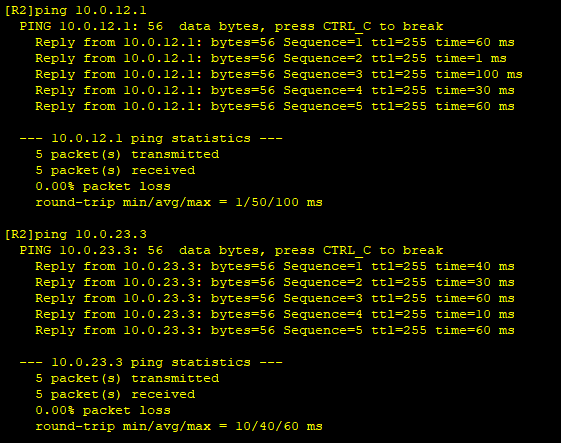 [R2]ping 10.0.12.1
  PING 10.0.12.1: 56  data bytes, press CTRL_C to break
    Reply from 10.0.12.1: bytes=56 Sequence=1 ttl=255 time=60 ms
    Reply from 10.0.12.1: bytes=56 Sequence=2 ttl=255 time=1 ms
    Reply from 10.0.12.1: bytes=56 Sequence=3 ttl=255 time=100 ms
    Reply from 10.0.12.1: bytes=56 Sequence=4 ttl=255 time=30 ms
    Reply from 10.0.12.1: bytes=56 Sequence=5 ttl=255 time=60 ms

  --- 10.0.12.1 ping statistics ---
    5 packet(s) transmitted
    5 packet(s) received
    0.00% packet loss
    round-trip min/avg/max = 1/50/100 ms

[R2]ping 10.0.23.3
  PING 10.0.23.3: 56  data bytes, press CTRL_C to break
    Reply from 10.0.23.3: bytes=56 Sequence=1 ttl=255 time=40 ms
    Reply from 10.0.23.3: bytes=56 Sequence=2 ttl=255 time=30 ms
    Reply from 10.0.23.3: bytes=56 Sequence=3 ttl=255 time=60 ms
    Reply from 10.0.23.3: bytes=56 Sequence=4 ttl=255 time=10 ms
    Reply from 10.0.23.3: bytes=56 Sequence=5 ttl=255 time=60 ms

  --- 10.0.23.3 ping statistics ---
    5 packet(s) transmitted
    5 packet(s) received
    0.00% packet loss
    round-trip min/avg/max = 10/40/60 ms